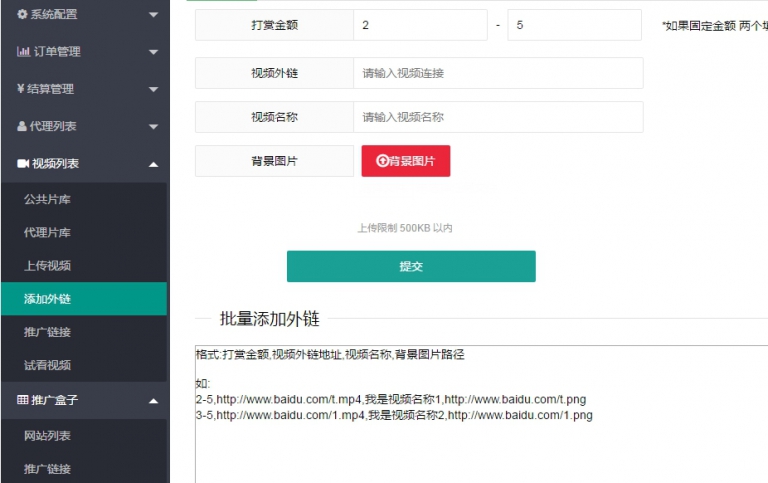 系统配置
订单管理
¥ 结算管理
代理列表
视频列表
公共片库
代理片库
上传视频
添加外链
推广链接
试看视频
推广盒子
网站列表
推广链接
打赏金额 2 - 5 *如果固定金额 两个
视频外链 请输入视频连接
视频名称 请输入视频名称
背景图片 背景图片
上传限制 500KB 以内
提交
批量添加外链
格式:打赏金额,视频外链地址,视频名称,背景图片路径
如:
2-5,http://www.baidu.com/t.mp4,我是视频名称1,http://www.baidu.com/t.png
3-5,http://www.baidu.com/1.mp4,我是视频名称2,http://www.baidu.com/1.png